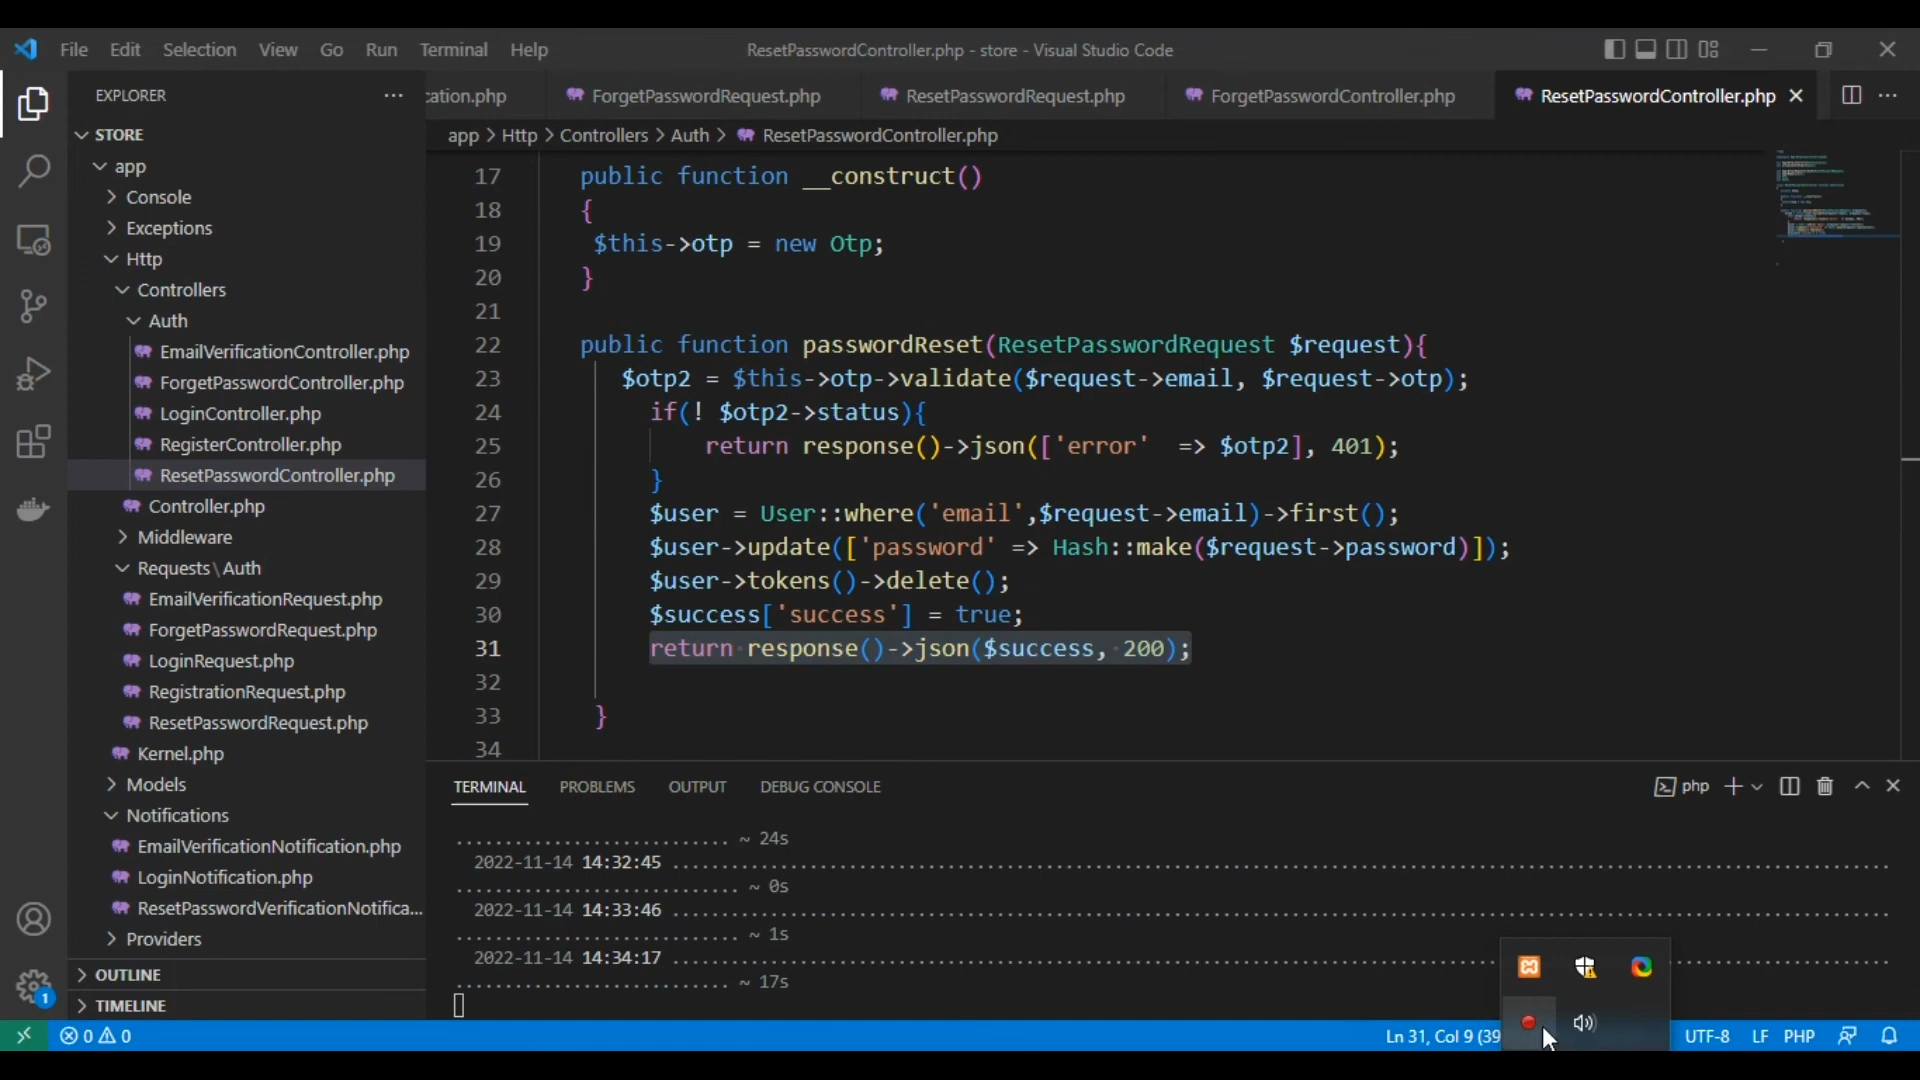 File Edit Selection View Go Run Terminal Help
ResetPasswordController.php - store - Visual Studio Code
EXPLORER
cation.php
ForgetPasswordRequest.php
ResetPasswordRequest.php
ForgetPasswordController.php
ResetPasswordController.php
STORE
app
Console
Exceptions
Http
Controllers
Auth
EmailVerificationController.php
ForgetPasswordController.php
LoginController.php
RegisterController.php
ResetPasswordController.php
Controller.php
Middleware
Requests\Auth
EmailVerificationRequest.php
ForgetPasswordRequest.php
LoginRequest.php
RegistrationRequest.php
ResetPasswordRequest.php
Kernel.php
Models
Notifications
EmailVerificationNotification.php
LoginNotification.php
ResetPasswordVerificationNotifica...
Providers
OUTLINE
TIMELINE
app > Http > Controllers > Auth > ResetPasswordController.php
17 public function __construct()
18 {
19 $this->otp = new Otp;
20 }
21
22 public function passwordReset(ResetPasswordRequest $request){
23 $otp2 = $this->otp->validate($request->email, $request->otp);
24 if(! $otp2->status){
25 return response()->json(['error' => $otp2], 401);
26 }
27 $user = User::where('email',$request->email)->first();
28 $user->update(['password' => Hash::make($request->password)]);
29 $user->tokens()->delete();
30 $success['success'] = true;
31 return response()->json($success, 200);
32
33 }
34
TERMINAL PROBLEMS OUTPUT DEBUG CONSOLE
php
............................ ~ 24s
2022-11-14 14:32:45 ..........................................................................................
............................. ~ 0s
2022-11-14 14:33:46 ..........................................................................................
............................. ~ 1s
2022-11-14 14:34:17 ..........................................................................................
............................ ~ 17s
1
0 0
Ln 31, Col 9 (39
UTF-8 LF PHP